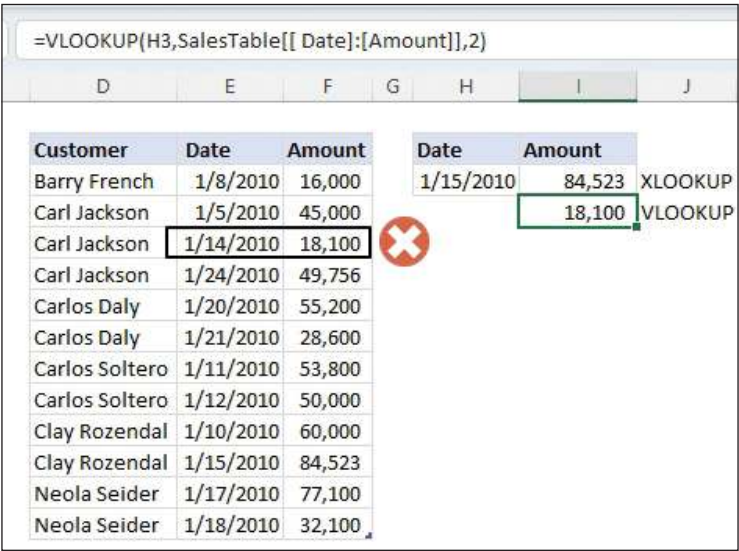 =VLOOKUP(H3,SalesTable[[ Date]:[Amount]],2)
D E F G H I J
Customer Date Amount Date Amount
Barry French 1/8/2010 16,000 1/15/2010 84,523 XLOOKUP
Carl Jackson 1/5/2010 45,000 18,100 VLOOKUP
Carl Jackson 1/14/2010 18,100
Carl Jackson 1/24/2010 49,756
Carlos Daly 1/20/2010 55,200
Carlos Daly 1/21/2010 28,600
Carlos Soltero 1/11/2010 53,800
Carlos Soltero 1/12/2010 50,000
Clay Rozendal 1/10/2010 60,000
Clay Rozendal 1/15/2010 84,523
Neola Seider 1/17/2010 77,100
Neola Seider 1/18/2010 32,100